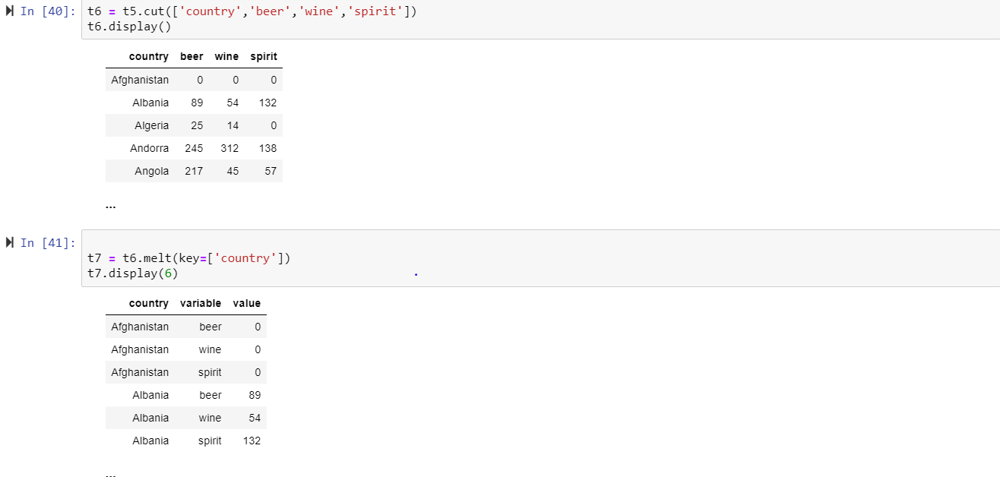 In [40]: t6 = t5.cut(['country','beer','wine','spirit'])
t6.display()
country beer wine spirit
Afghanistan 0 0 0
Albania 89 54 132
Algeria 25 14 0
Andorra 245 312 138
Angola 217 45 57
...
In [41]:
t7 = t6.melt(key=['country'])
t7.display(6)
country variable value
Afghanistan beer 0
Afghanistan wine 0
Afghanistan spirit 0
Albania beer 89
Albania wine 54
Albania spirit 132
...